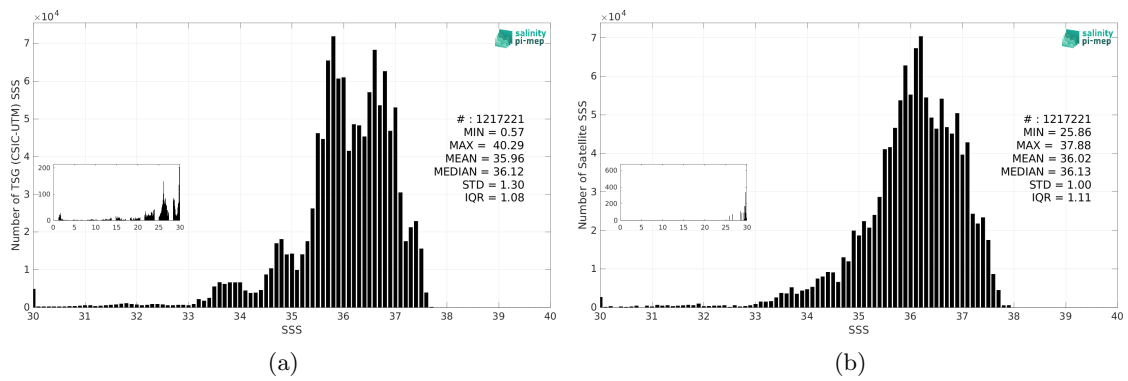 ×10⁴
salinity
pi-mep
7
6
5
4
3
2
1
0
Number of TSG (CSIC-UTM) SSS
# : 1217221
MIN = 0.57
MAX = 40.29
MEAN = 35.96
MEDIAN = 36.12
STD = 1.30
IQR = 1.08
200
100
0
0 5 10 15 20 25 30
30 31 32 33 34 35 36 37 38 39 40
SSS
(a)
×10⁴
salinity
pi-mep
7
6
5
4
3
2
1
0
Number of Satellite SSS
# : 1217221
MIN = 25.86
MAX = 37.88
MEAN = 36.02
MEDIAN = 36.13
STD = 1.00
IQR = 1.11
600
400
200
0
0 5 10 15 20 25 30
30 31 32 33 34 35 36 37 38 39 40
SSS
(b)